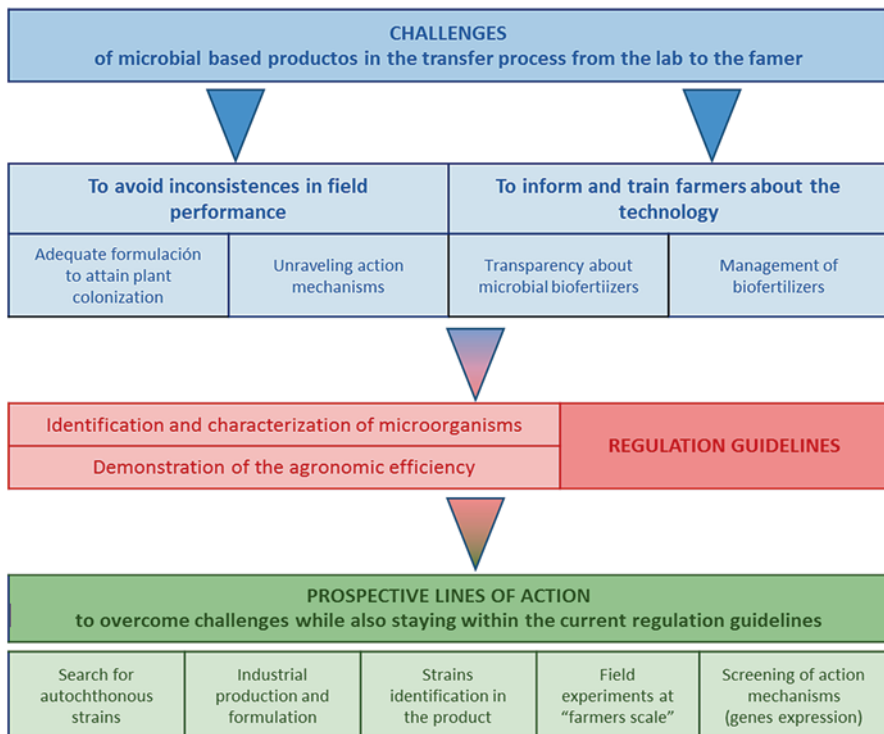 CHALLENGES
of microbial based productos in the transfer process from the lab to the famer
To avoid inconsistences in field
performance
To inform and train farmers about the
technology
Adequate formulación
to attain plant
colonization
Unraveling action
mechanisms
Transparency about
microbial biofertiizers
Management of
biofertilizers
Identification and characterization of microorganisms
Demonstration of the agronomic efficiency
REGULATION GUIDELINES
PROSPECTIVE LINES OF ACTION
to overcome challenges while also staying within the current regulation guidelines
Search for
autochthonous
strains
Industrial
production and
formulation
Strains
identification in
the product
Field
experiments at
“farmers scale”
Screening of action
mechanisms
(genes expression)